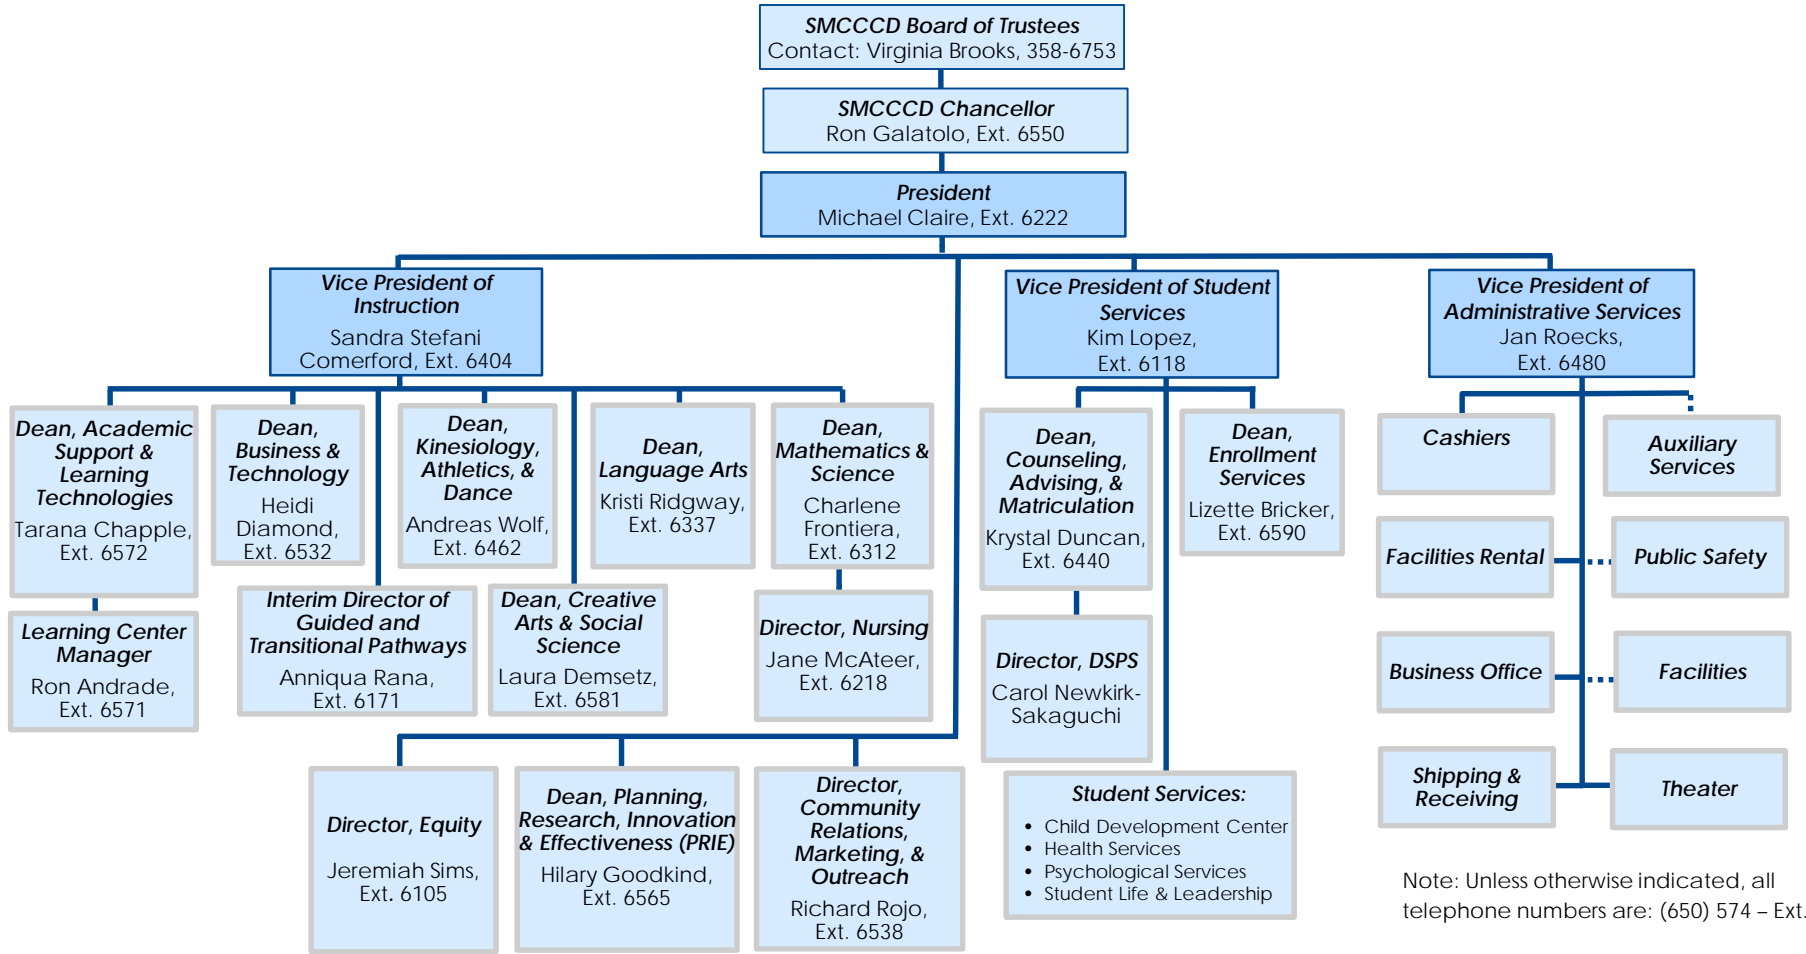 SMCCCD Board of Trustees
Contact: Virginia Brooks, 358-6753
SMCCCD Chancellor
Ron Galatolo, Ext. 6550
President
Michael Claire, Ext. 6222
Vice President of
Instruction
Sandra Stefani
Comerford, Ext. 6404
Vice President of Student
Services
Kim Lopez,
Ext. 6118
Vice President of
Administrative Services
Jan Roecks,
Ext. 6480
Dean, Academic
Support &
Learning
Technologies
Tarana Chapple,
Ext. 6572
Dean,
Business &
Technology
Heidi
Diamond,
Ext. 6532
Dean,
Kinesiology,
Athletics, &
Dance
Andreas Wolf,
Ext. 6462
Dean,
Language Arts
Kristi Ridgway,
Ext. 6337
Dean,
Mathematics &
Science
Charlene
Frontiera,
Ext. 6312
Dean,
Counseling,
Advising, &
Matriculation
Krystal Duncan,
Ext. 6440
Dean,
Enrollment
Services
Lizette Bricker,
Ext. 6590
Cashiers
Auxiliary
Services
Facilities Rental
Public Safety
Learning Center
Manager
Ron Andrade,
Ext. 6571
Interim Director of
Guided and
Transitional Pathways
Anniqua Rana,
Ext. 6171
Dean, Creative
Arts & Social
Science
Laura Demsetz,
Ext. 6581
Director, Nursing
Jane McAteer,
Ext. 6218
Director, DSPS
Carol Newkirk-
Sakaguchi
Business Office
Facilities
Director, Equity
Jeremiah Sims,
Ext. 6105
Dean, Planning,
Research, Innovation
& Effectiveness (PRIE)
Hilary Goodkind,
Ext. 6565
Director,
Community
Relations,
Marketing, &
Outreach
Richard Rojo,
Ext. 6538
Student Services:
• Child Development Center
• Health Services
• Psychological Services
• Student Life & Leadership
Shipping &
Receiving
Theater
Note: Unless otherwise indicated, all
telephone numbers are: (650) 574 – Ext.